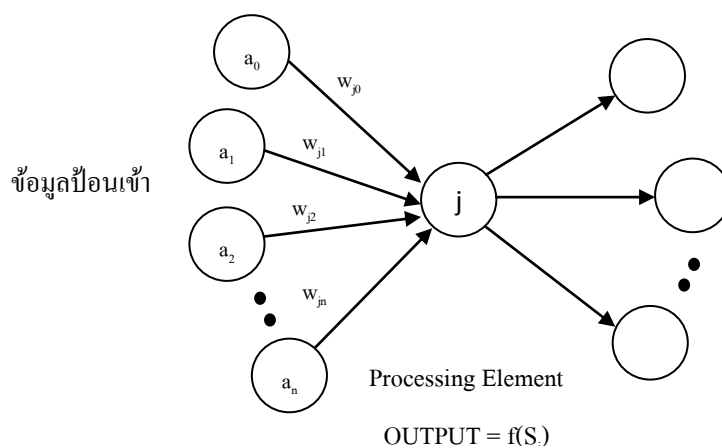 a₀
wⱼ₀
a₁
wⱼ₁
ข้อมูลป้อนเข้า
j
a₂
wⱼ₂
wⱼₙ
aₙ
Processing Element
OUTPUT = f(Sⱼ)